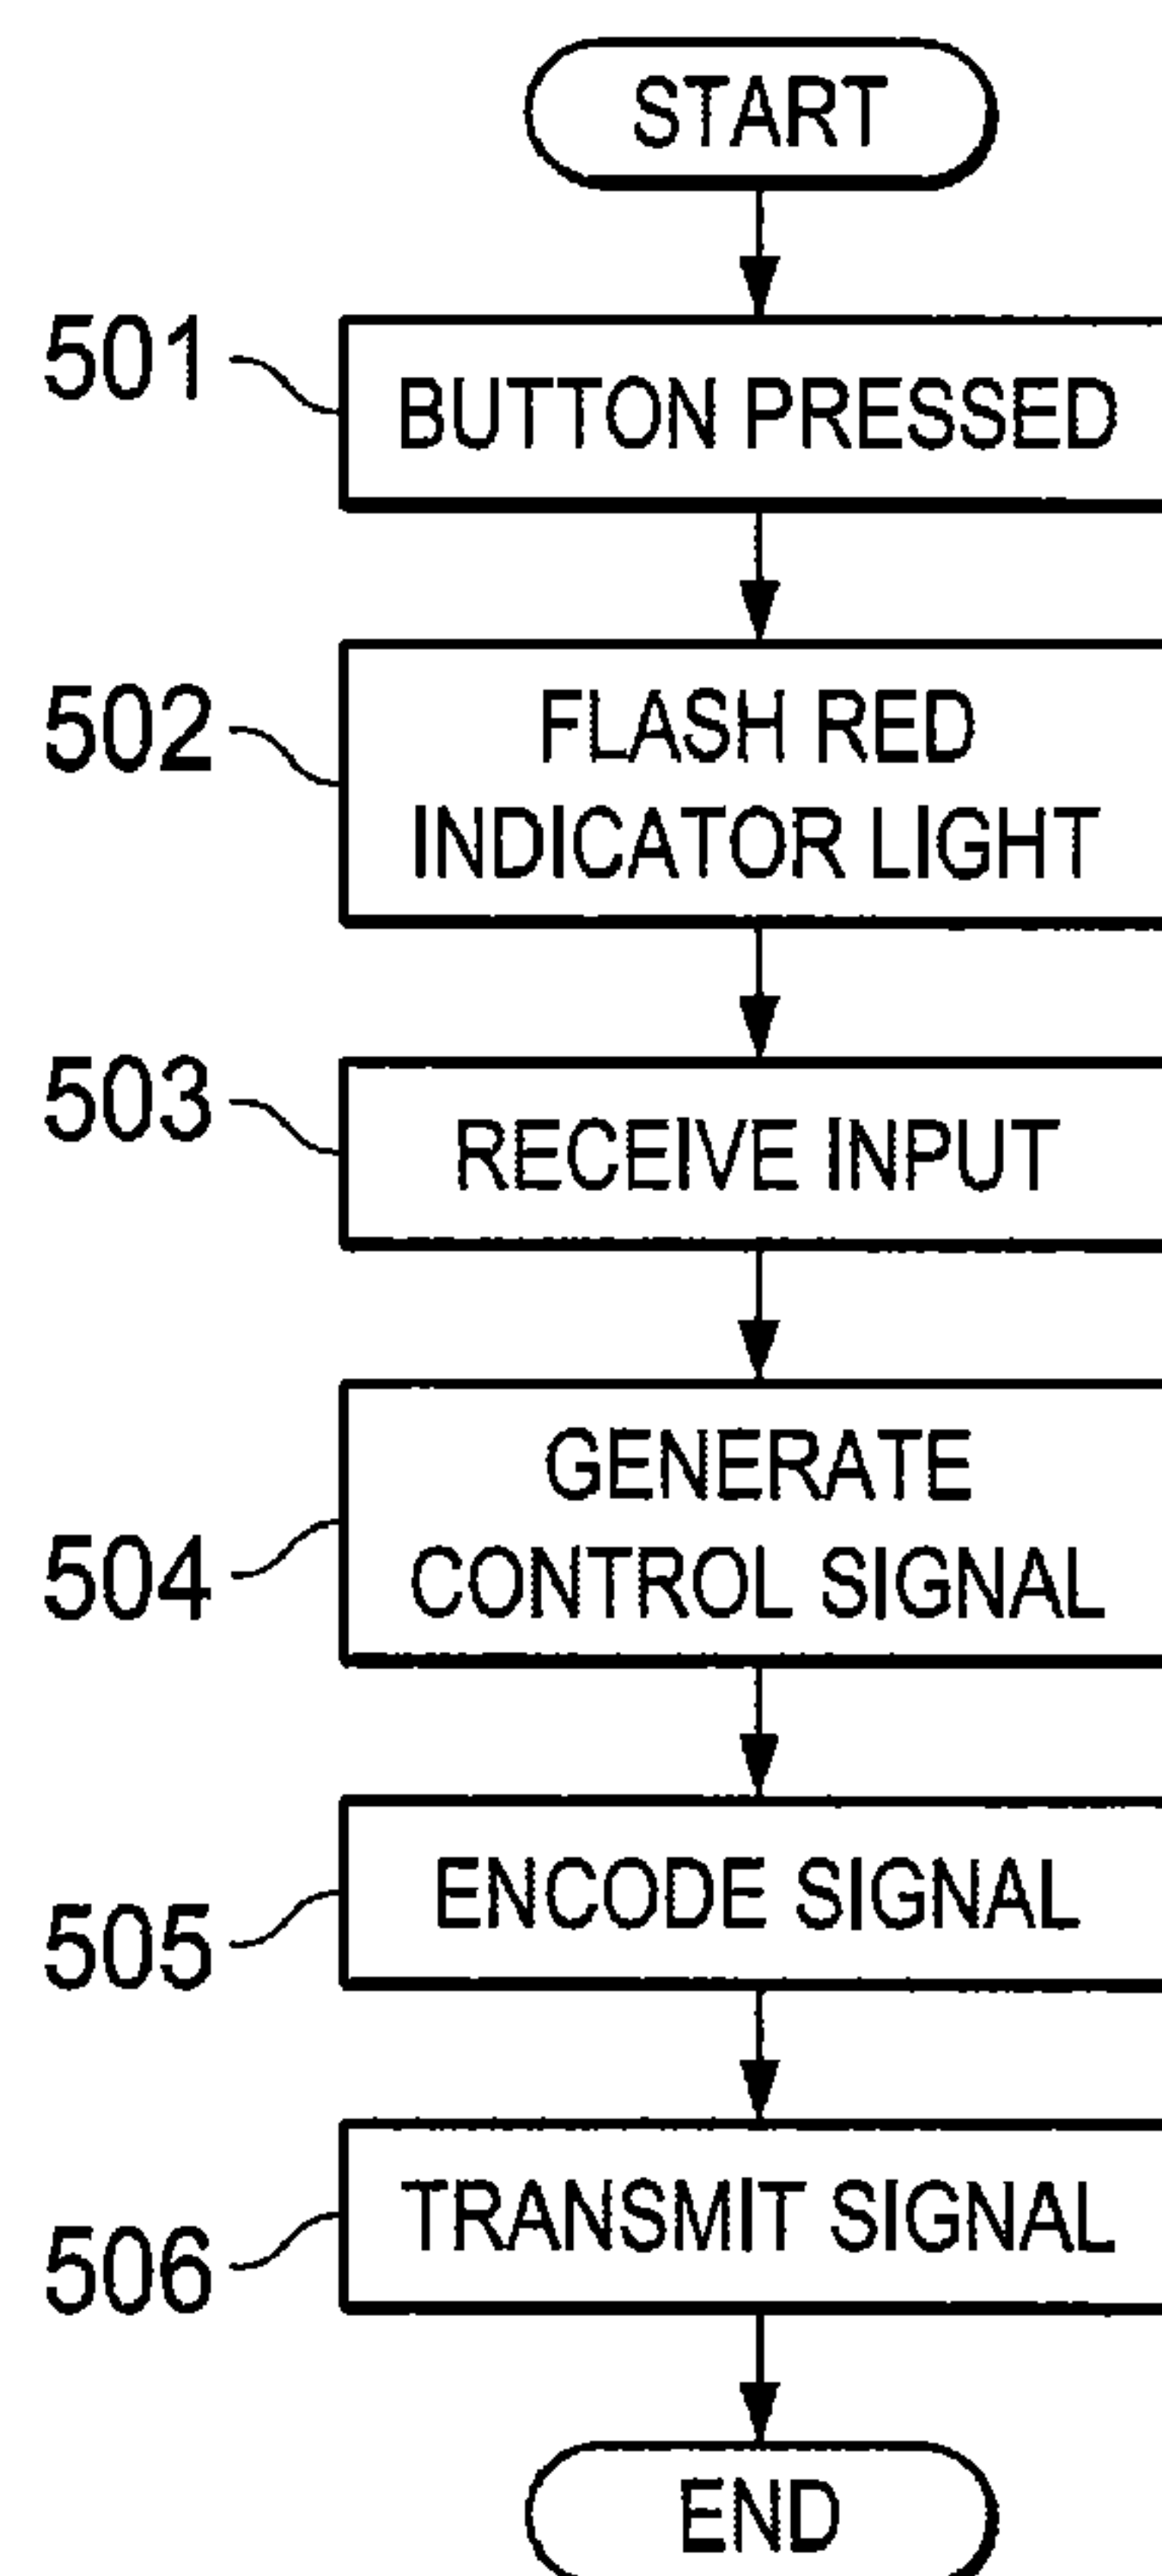 START
501
BUTTON PRESSED
502
FLASH RED
INDICATOR LIGHT
503
RECEIVE INPUT
504
GENERATE
CONTROL SIGNAL
505
ENCODE SIGNAL
506
TRANSMIT SIGNAL
END